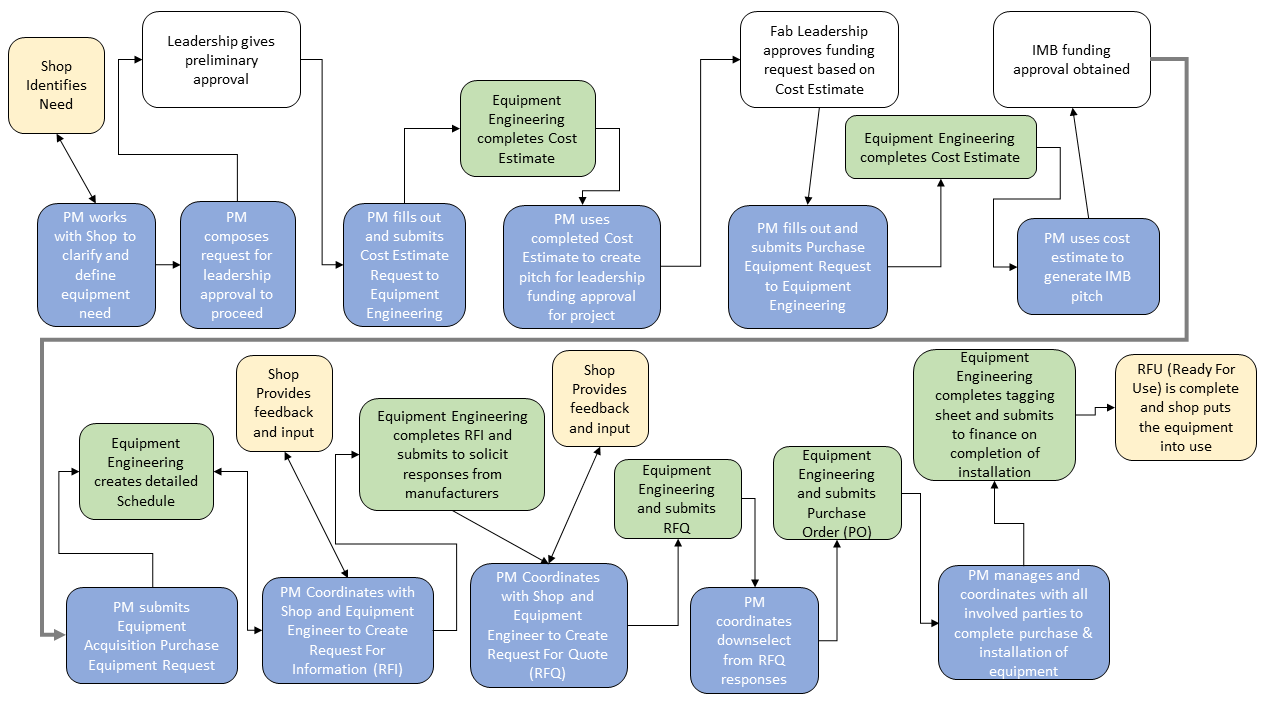 Shop
Identifies
Need
Leadership gives
preliminary
approval
Equipment
Engineering
completes Cost
Estimate
Fab Leadership
approves funding
request based on
Cost Estimate
IMB funding
approval obtained
Equipment Engineering
completes Cost Estimate
PM works
with Shop to
clarify and
define
equipment
need
PM
composes
request for
leadership
approval to
proceed
PM fills out
and submits
Cost Estimate
Request to
Equipment
Engineering
PM uses
completed Cost
Estimate to create
pitch for leadership
funding approval
for project
PM fills out and
submits Purchase
Equipment Request
to Equipment
Engineering
PM uses cost
estimate to
generate IMB
pitch
Equipment
Engineering
creates detailed
Schedule
Shop
Provides
feedback
and input
Equipment Engineering
completes RFI and
submits to solicit
responses from
manufacturers
Shop
Provides
feedback
and input
Equipment
Engineering
and submits
RFQ
Equipment
Engineering
and submits
Purchase
Order (PO)
Equipment
Engineering
completes tagging
sheet and submits
to finance on
completion of
installation
RFU (Ready For
Use) is complete
and shop puts
the equipment
into use
PM submits
Equipment
Acquisition Purchase
Equipment Request
PM Coordinates with
Shop and Equipment
Engineer to Create
Request For
Information (RFI)
PM Coordinates
with Shop and
Equipment
Engineer to Create
Request For Quote
(RFQ)
PM
coordinates
downselect
from RFQ
responses
PM manages and
coordinates with all
involved parties to
complete purchase &
installation of
equipment